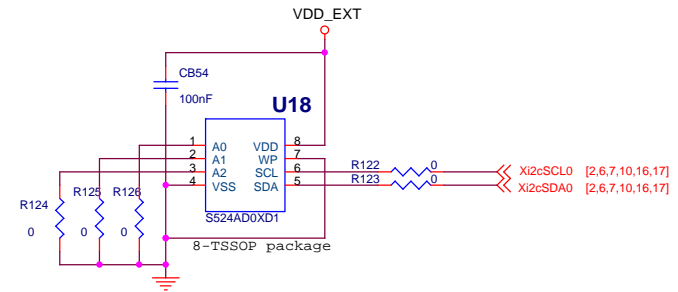 VDD_EXT
CB54
100nF
U18
1 A0 VDD 8
2 A1 WP 7
3 A2 SCL 6
4 VSS SDA 5
R122 0 Xi2cSCL0 [2,6,7,10,16,17]
R123 0 Xi2cSDA0 [2,6,7,10,16,17]
R124 R125 R126
0 0 0
S524AD0XD1
8-TSSOP package